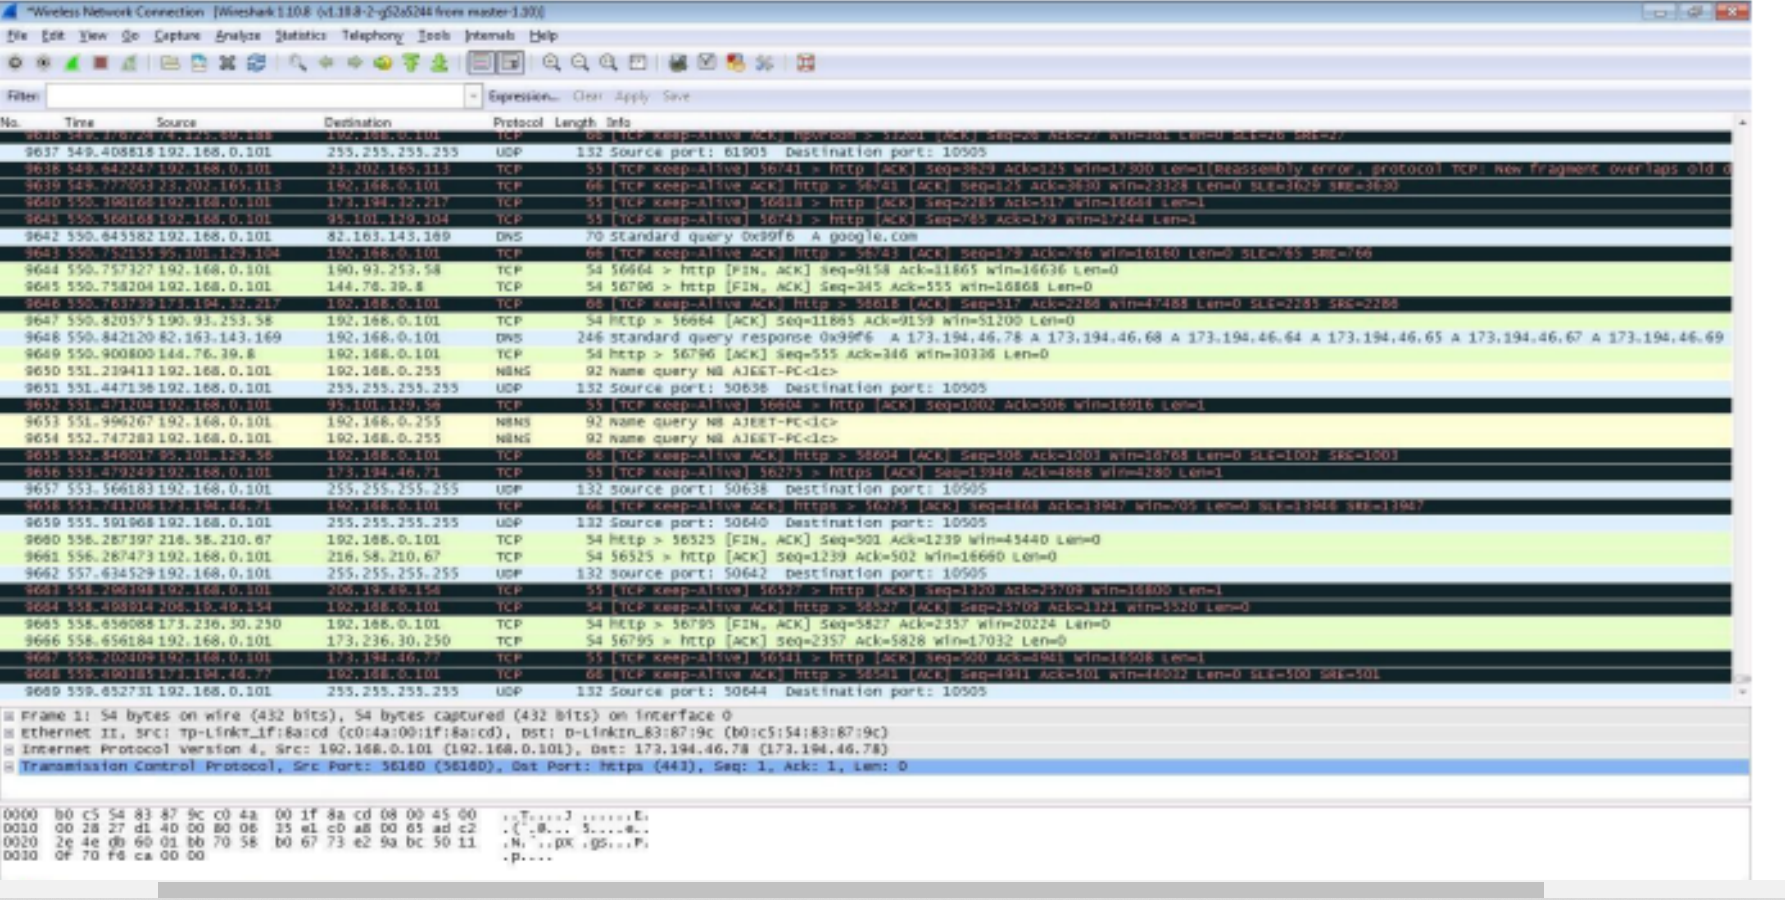 *Wireless Network Connection [Wireshark 1.10.8 (v1.10.8-2-g52a5244 from master-1.10)]
File Edit View Go Capture Analyze Statistics Telephony Tools Internals Help
Filter: Expression... Clear Apply Save
No. Time Source Destination Protocol Length Info
192.168.0.101 TCP 66 [TCP Keep-Alive ACK]
9637 549.408818 192.168.0.101 255.255.255.255 UDP 132 Source port: 61905 Destination port: 10505
9638 549.642247 192.168.0.101 23.202.165.113 TCP 55 [TCP Keep-Alive] 56741 > http [ACK] Seq=3629 Ack=125 Win=17300 Len=1[Reassembly error, protocol TCP: New fragment overlaps old
9639 549.777053 23.202.165.113 192.168.0.101 TCP 66 [TCP Keep-Alive ACK] http > 56741 [ACK] Seq=125 Ack=3630 Win=23328 Len=0 SLE=3629 SRE=3630
9640 550.396166 192.168.0.101 173.194.32.217 TCP 55 [TCP Keep-Alive] 56618 > http [ACK] Seq=2285 Ack=517 Win=16644 Len=1
9641 550.566168 192.168.0.101 95.101.129.104 TCP 55 [TCP Keep-Alive] 56743 > http [ACK] Seq=765 Ack=179 Win=17244 Len=1
9642 550.645582 192.168.0.101 82.163.143.169 DNS 70 Standard query 0x99f6 A google.com
9643 550.752155 95.101.129.104 192.168.0.101 TCP 66 [TCP Keep-Alive ACK] http > 56743 [ACK] Seq=179 Ack=766 Win=16160 Len=0 SLE=765 SRE=766
9644 550.757327 192.168.0.101 190.93.253.58 TCP 54 56664 > http [FIN, ACK] Seq=9158 Ack=11865 Win=16636 Len=0
9645 550.758204 192.168.0.101 144.76.39.8 TCP 54 56796 > http [FIN, ACK] Seq=345 Ack=555 Win=16868 Len=0
9646 550.763739 173.194.32.217 192.168.0.101 TCP 66 [TCP Keep-Alive ACK] http > 56618 [ACK] Seq=517 Ack=2286 Win=47488 Len=0 SLE=2285 SRE=2286
9647 550.820575 190.93.253.58 192.168.0.101 TCP 54 http > 56664 [ACK] Seq=11865 Ack=9159 Win=51200 Len=0
9648 550.842120 82.163.143.169 192.168.0.101 DNS 246 Standard query response 0x99f6 A 173.194.46.78 A 173.194.46.68 A 173.194.46.64 A 173.194.46.65 A 173.194.46.67 A 173.194.46.69
9649 550.900800 144.76.39.8 192.168.0.101 TCP 54 http > 56796 [ACK] Seq=555 Ack=346 Win=30336 Len=0
9650 551.239413 192.168.0.101 192.168.0.255 NBNS 92 Name query NB AJEET-PC<1c>
9651 551.447136 192.168.0.101 255.255.255.255 UDP 132 Source port: 50636 Destination port: 10505
9652 551.471204 192.168.0.101 95.101.129.56 TCP 55 [TCP Keep-Alive] 56604 > http [ACK] Seq=1002 Ack=506 Win=16916 Len=1
9653 551.996267 192.168.0.101 192.168.0.255 NBNS 92 Name query NB AJEET-PC<1c>
9654 552.747283 192.168.0.101 192.168.0.255 NBNS 92 Name query NB AJEET-PC<1c>
9655 552.846017 95.101.129.56 192.168.0.101 TCP 66 [TCP Keep-Alive ACK] http > 56604 [ACK] Seq=506 Ack=1003 Win=16768 Len=0 SLE=1002 SRE=1003
9656 553.479249 192.168.0.101 173.194.46.71 TCP 55 [TCP Keep-Alive] 56275 > https [ACK] Seq=13946 Ack=4868 Win=4280 Len=1
9657 553.566183 192.168.0.101 255.255.255.255 UDP 132 Source port: 50638 Destination port: 10505
9658 553.741206 173.194.46.71 192.168.0.101 TCP 66 [TCP Keep-Alive ACK] https > 56275 [ACK] Seq=4868 Ack=13947 Win=705 Len=0 SLE=13946 SRE=13947
9659 555.591968 192.168.0.101 255.255.255.255 UDP 132 Source port: 50640 Destination port: 10505
9660 556.287397 216.58.210.67 192.168.0.101 TCP 54 http > 56525 [FIN, ACK] Seq=501 Ack=1239 Win=45440 Len=0
9661 556.287473 192.168.0.101 216.58.210.67 TCP 54 56525 > http [ACK] Seq=1239 Ack=502 Win=16660 Len=0
9662 557.634529 192.168.0.101 255.255.255.255 UDP 132 Source port: 50642 Destination port: 10505
9663 558.296398 192.168.0.101 206.19.49.154 TCP 55 [TCP Keep-Alive] 56527 > http [ACK] Seq=1320 Ack=25709 Win=16800 Len=1
9664 558.498914 206.19.49.154 192.168.0.101 TCP 54 [TCP Keep-Alive ACK] http > 56527 [ACK] Seq=25709 Ack=1321 Win=5520 Len=0
9665 558.656088 173.236.30.250 192.168.0.101 TCP 54 http > 56795 [FIN, ACK] Seq=5827 Ack=2357 Win=20224 Len=0
9666 558.656184 192.168.0.101 173.236.30.250 TCP 54 56795 > http [ACK] Seq=2357 Ack=5828 Win=17032 Len=0
9667 559.202409 192.168.0.101 173.194.46.77 TCP 55 [TCP Keep-Alive] 56541 > http [ACK] Seq=500 Ack=4941 Win=16508 Len=1
9668 559.490385 173.194.46.77 192.168.0.101 TCP 66 [TCP Keep-Alive ACK] http > 56541 [ACK] Seq=4941 Ack=501 Win=44032 Len=0 SLE=500 SRE=501
9669 559.652731 192.168.0.101 255.255.255.255 UDP 132 Source port: 50644 Destination port: 10505
Frame 1: 54 bytes on wire (432 bits), 54 bytes captured (432 bits) on interface 0
Ethernet II, Src: Tp-LinkT_1f:8a:cd (c0:4a:00:1f:8a:cd), Dst: D-LinkIn_83:87:9c (b0:c5:54:83:87:9c)
Internet Protocol Version 4, Src: 192.168.0.101 (192.168.0.101), Dst: 173.194.46.78 (173.194.46.78)
Transmission Control Protocol, Src Port: 56160 (56160), Dst Port: https (443), Seq: 1, Ack: 1, Len: 0
0000 b0 c5 54 83 87 9c c0 4a 00 1f 8a cd 08 00 45 00 ..T....J ......E.
0010 00 28 27 d1 40 00 80 06 35 e1 c0 a8 00 65 ad c2 .('.@... 5....e..
0020 2e 4e db 60 01 bb 70 58 b0 67 73 e2 9a bc 50 11 .N.`..pX .gs...P.
0030 0f 70 f6 ca 00 00 .p....